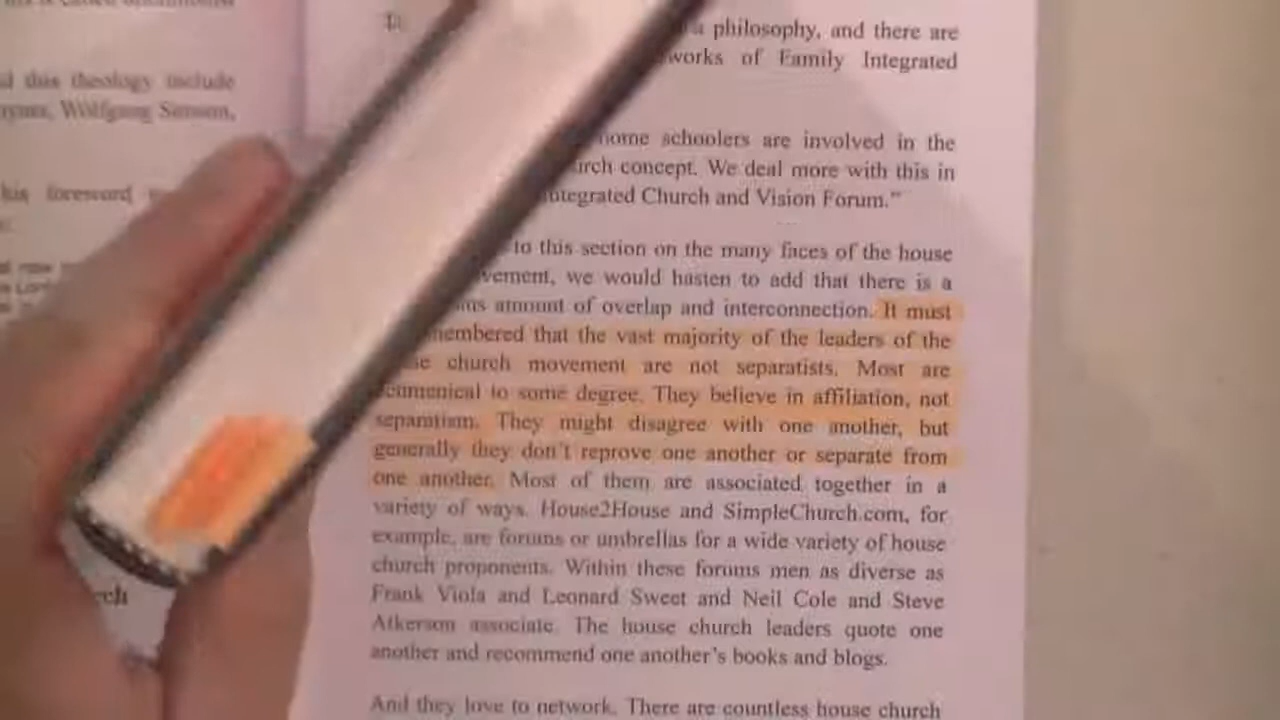 d this theology include
Wolfgang Simson,
his foreword
philosophy, and there are
works of Family Integrated
home schoolers are involved in the
urch concept. We deal more with this in
ntegrated Church and Vision Forum."
to this section on the many faces of the house
vement, we would hasten to add that there is a
amount of overlap and interconnection. It must
membered that the vast majority of the leaders of the
church movement are not separatists. Most are
ecumenical to some degree. They believe in affiliation, not
separatism. They might disagree with one another, but
generally they don't reprove one another or separate from
one another. Most of them are associated together in a
variety of ways. House2House and SimpleChurch.com, for
example, are forums or umbrellas for a wide variety of house
church proponents. Within these forums men as diverse as
Frank Viola and Leonard Sweet and Neil Cole and Steve
Atkerson associate. The house church leaders quote one
another and recommend one another's books and blogs.
And they love to network. There are countless house church